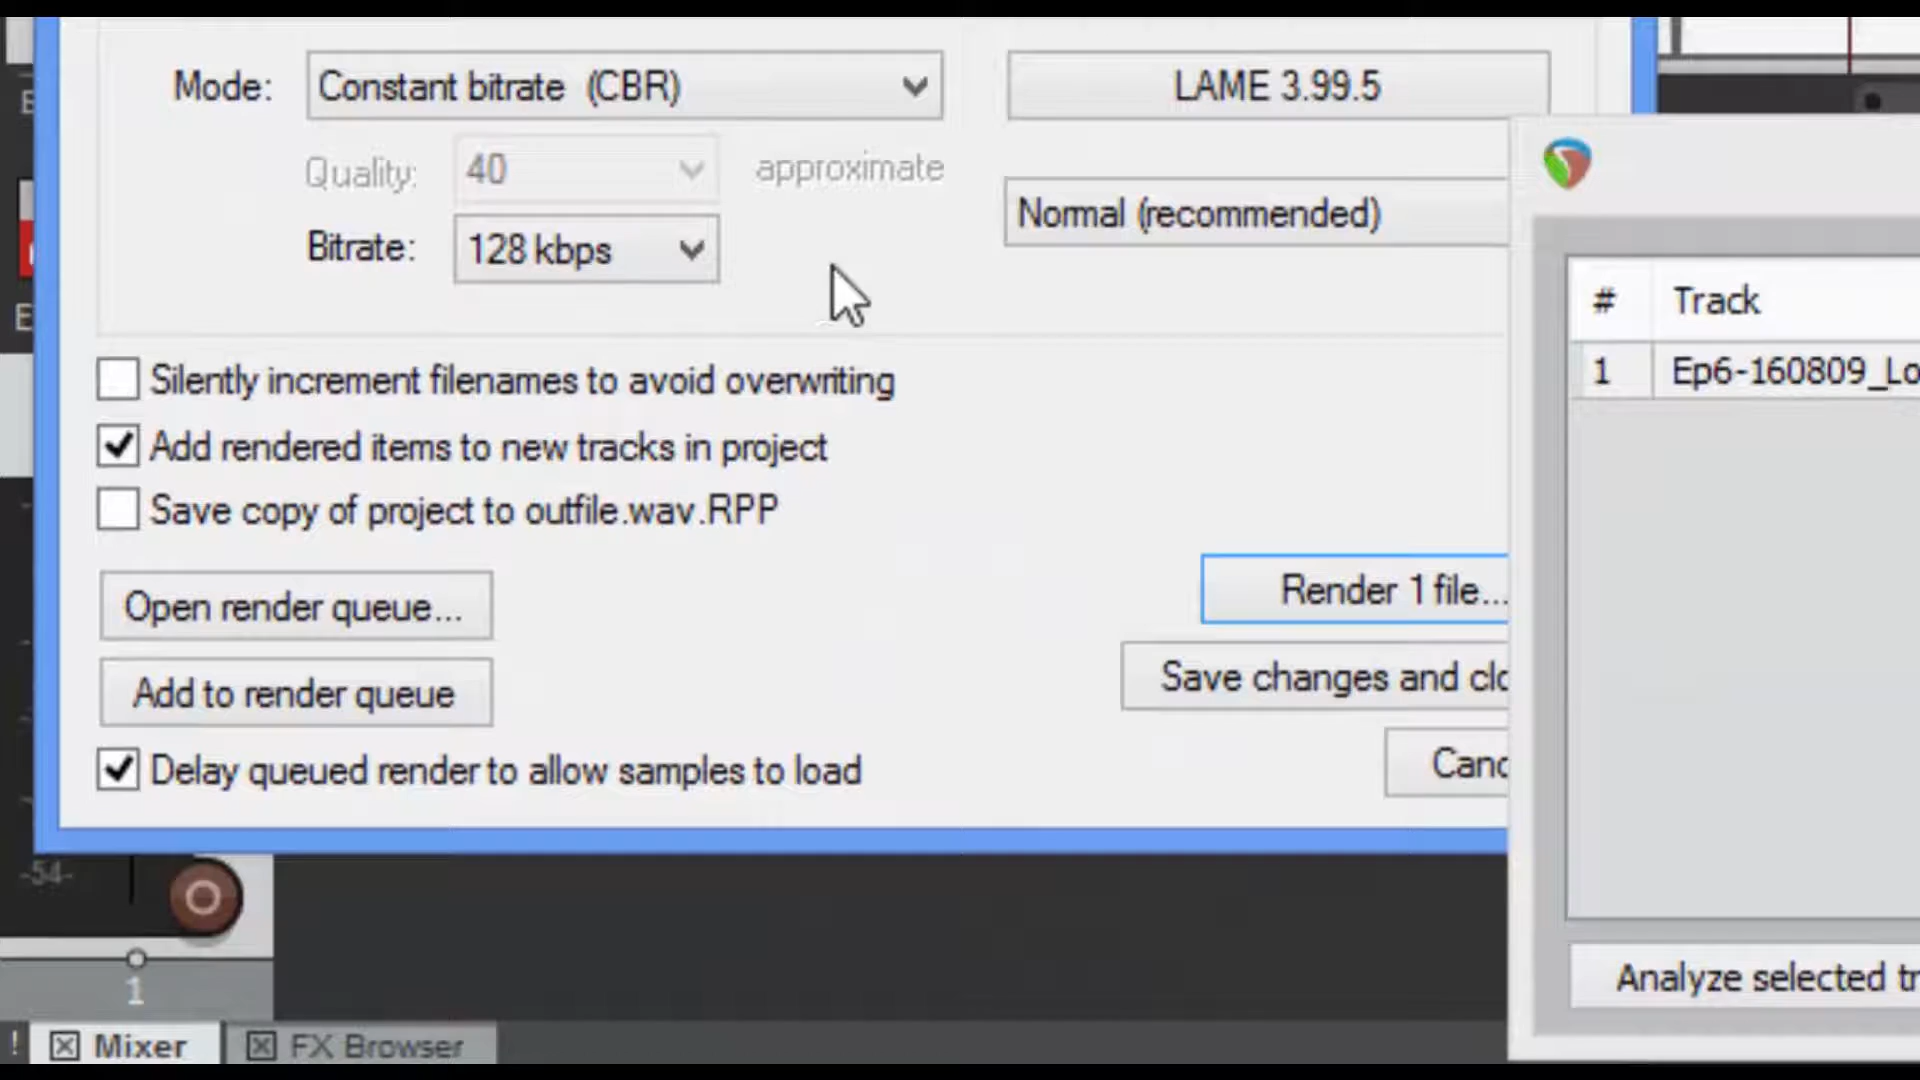 Mode: Constant bitrate (CBR) LAME 3.99.5
Quality: 40 approximate
Normal (recommended)
Bitrate: 128 kbps
# Track
1 Ep6-160809_Lo
Silently increment filenames to avoid overwriting
Add rendered items to new tracks in project
Save copy of project to outfile.wav.RPP
Open render queue... Render 1 file...
Add to render queue Save changes and clo
Delay queued render to allow samples to load Canc
-54-
1
Analyze selected tr
! Mixer FX Browser